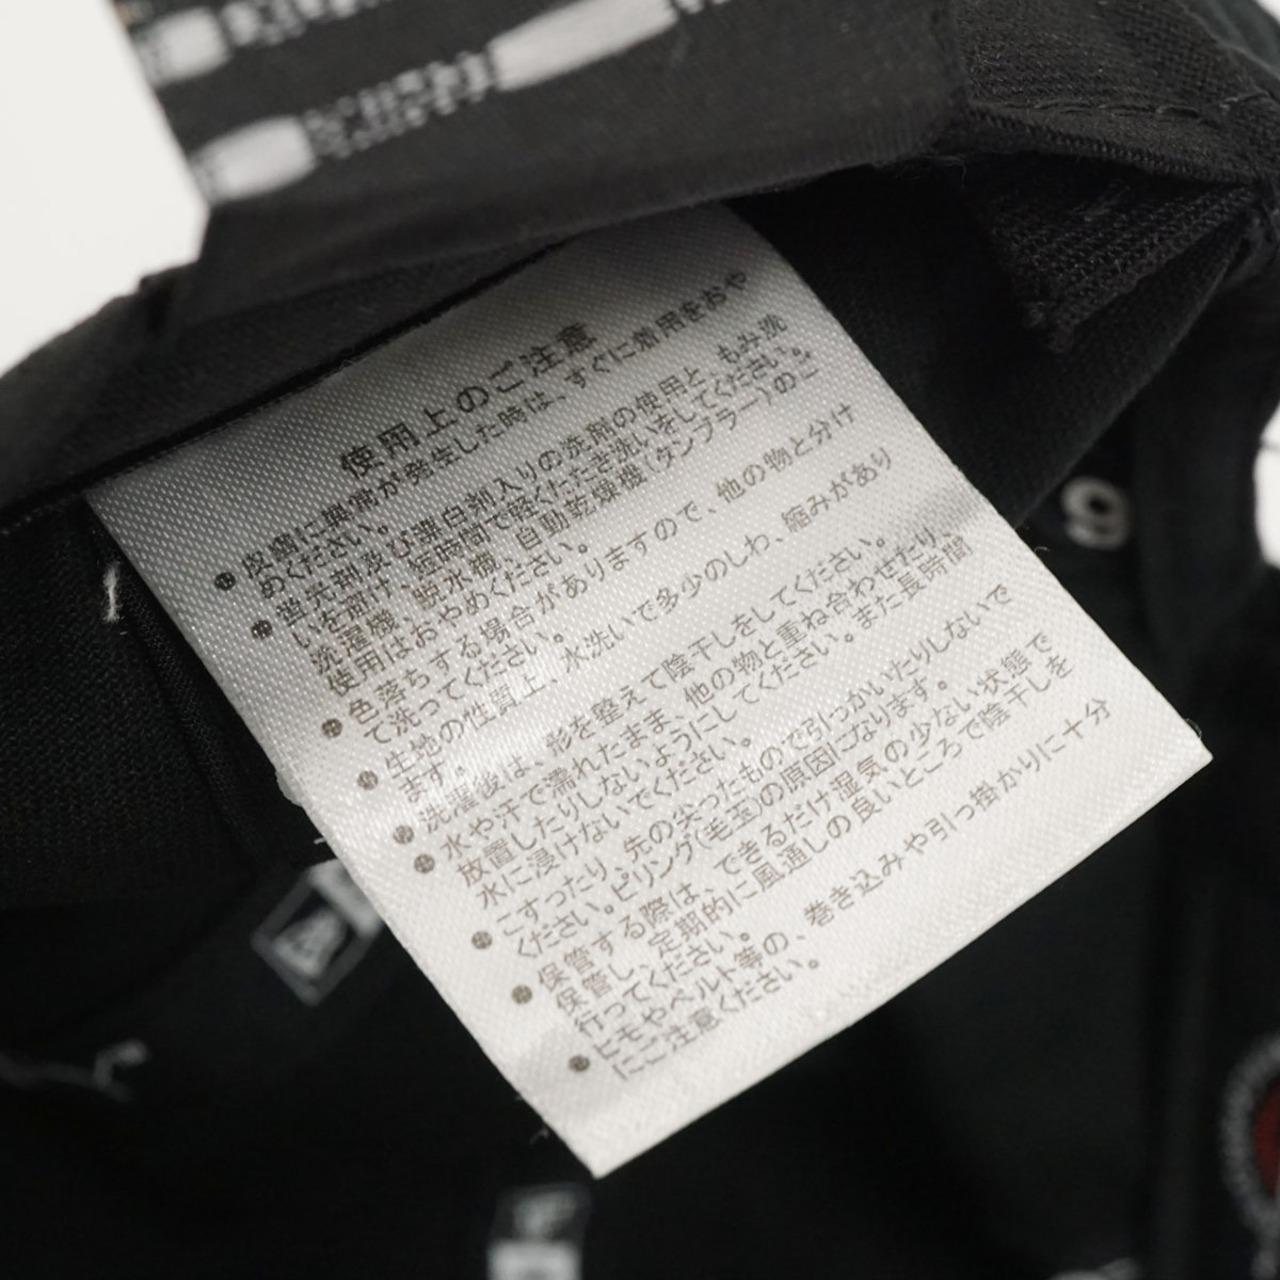 使用上のご注意
●皮膚に異常が発生した時は、すぐに着用をおや
めください。
●蛍光剤及び漂白剤入りの洗剤の使用と、もみ洗
いを避け、短時間で軽くたたき洗いをしてください。
洗濯機、脱水機、自動乾燥機(タンブラー)のご
使用はおやめください。
●色落ちする場合がありますので、他の物と分け
て洗ってください。
●生地の性質上、水洗いで多少のしわ、縮みがあり
ます。
●洗濯後は、形を整えて陰干しをしてください。
●水や汗で濡れたまま、他の物と重ね合わせたり、
放置したりしないようにしてください。また長時間
水に浸けないでください。
●こすったり、先の尖ったもので引っかいたりしないで
ください。ピリング(毛玉)の原因になります。
●保管する際は、できるだけ湿気の少ない状態で
保管し、定期的に風通しの良いところで陰干しを
行ってください。
●ヒモやベルト等の、巻き込みや引っ掛かりに十分
にご注意ください。
9